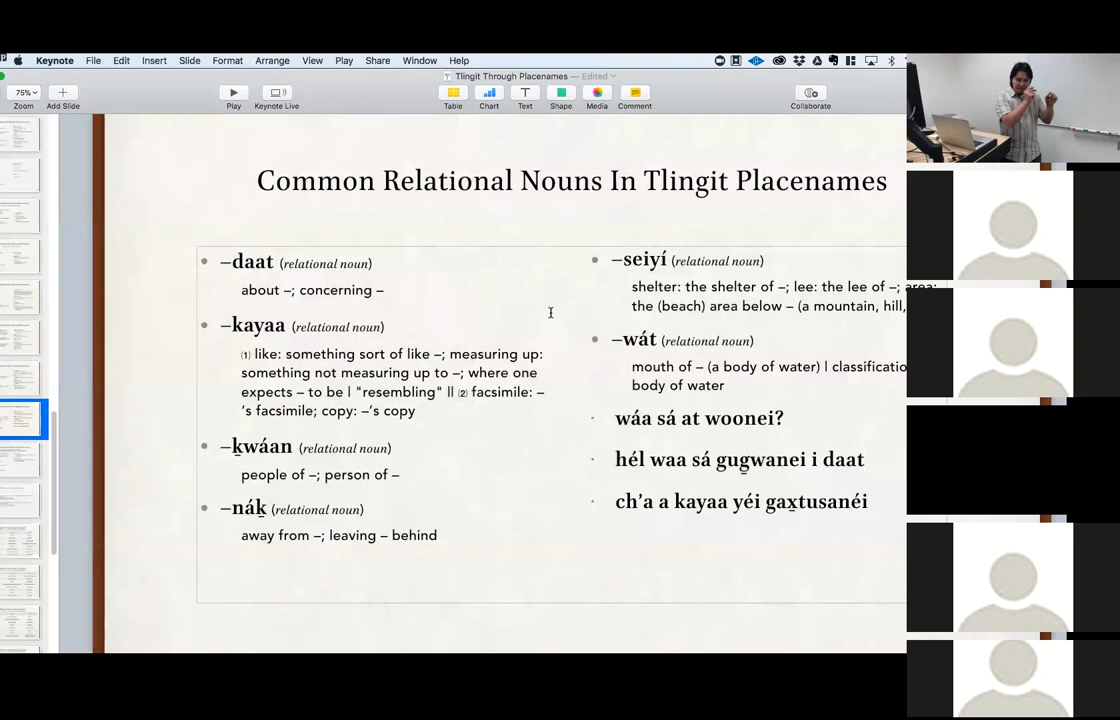 Keynote File Edit Insert Slide Format Arrange View Play Share Window Help
Tlingit Through Placenames — Edited
75%
Zoom Add Slide Play Keynote Live Table Chart Text Shape Media Comment Collaborate
Common Relational Nouns In Tlingit Placenames
–daat (relational noun)
about –; concerning –
–kayaa (relational noun)
(1) like: something sort of like –; measuring up:
something not measuring up to –; where one
expects – to be | "resembling" || (2) facsimile: –
's facsimile; copy: –'s copy
–ḵwáan (relational noun)
people of –; person of –
–náḵ (relational noun)
away from –; leaving – behind
–seiyí (relational noun)
shelter: the shelter of –; lee: the lee of –; area:
the (beach) area below – (a mountain, hill,
–wát (relational noun)
mouth of – (a body of water) |
body of water
wáa sá at woonei?
hél waa sá gug̱wanei i daat
ch'a a kayaa yéi gax̱tusanéi